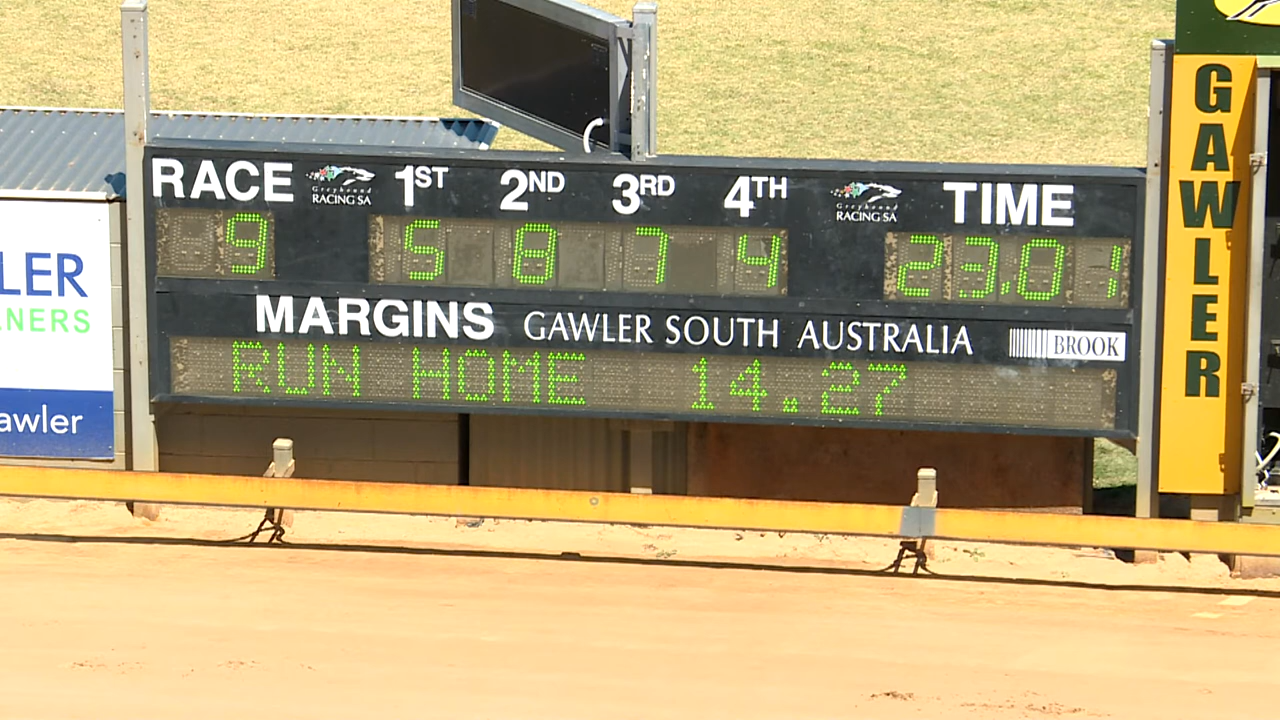 RACE
Greyhound
RACING SA
1ST
2ND
3RD
4TH
Greyhound
RACING SA
TIME
9
5
8
7
4
23.01
MARGINS
GAWLER SOUTH AUSTRALIA
BROOK
RUN HOME 14.27
LER
NERS
awler
GAWLER